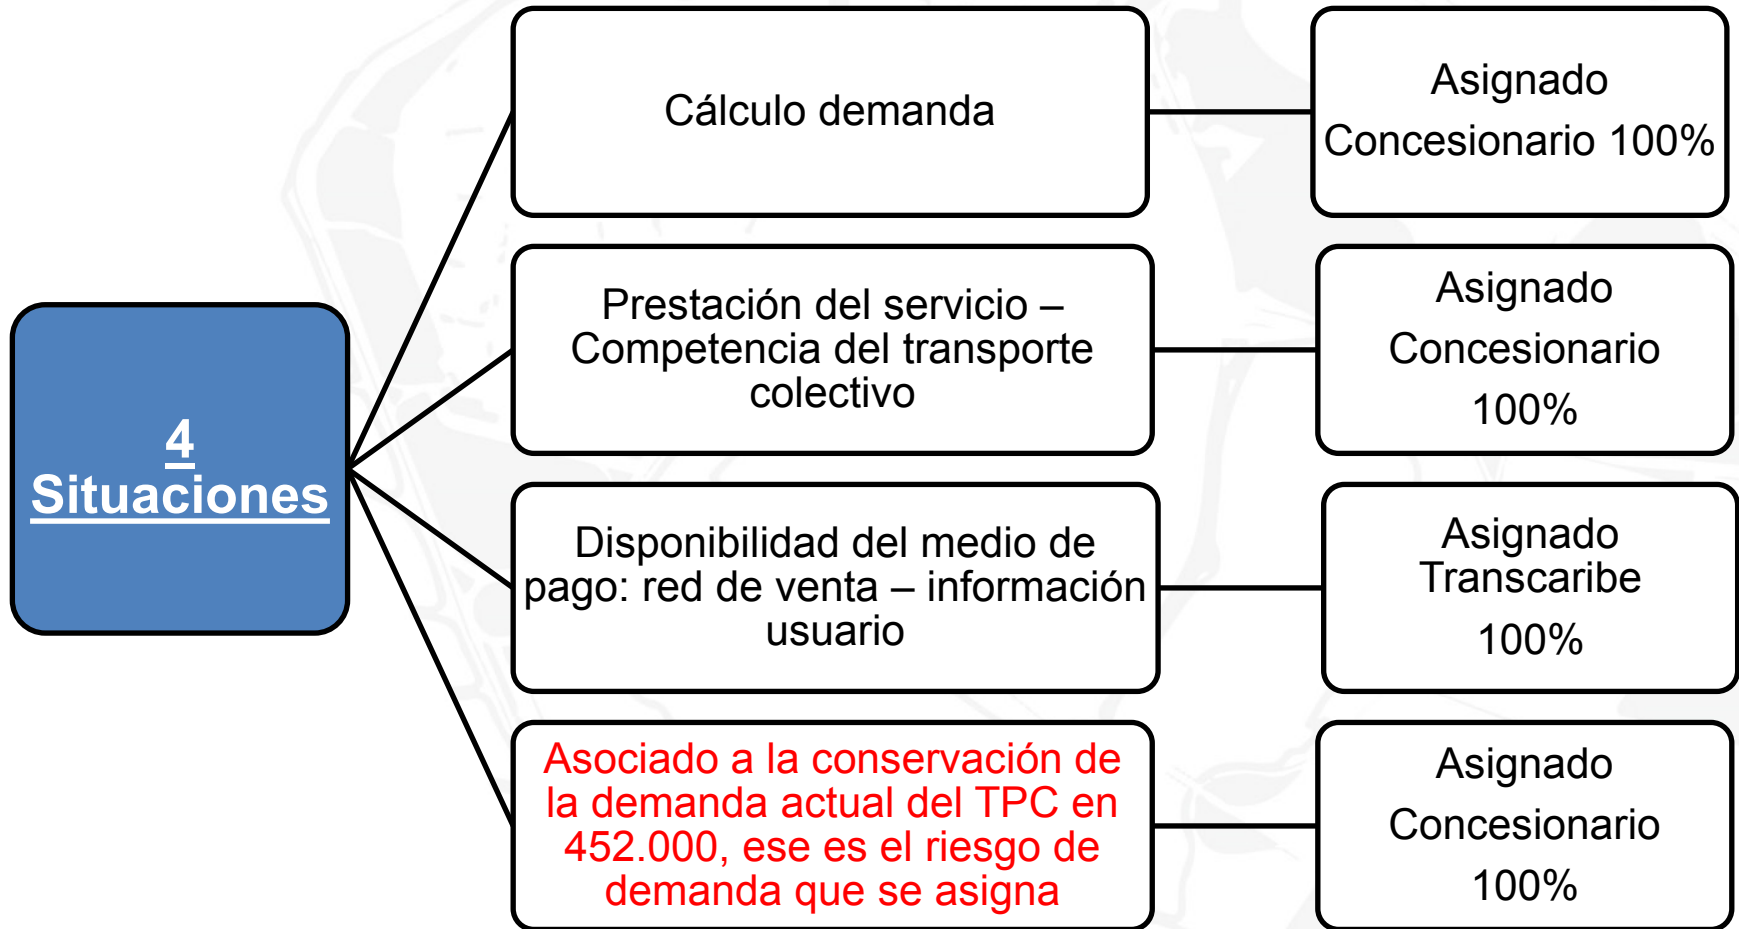 4
Situaciones
Cálculo demanda
Asignado
Concesionario 100%
Prestación del servicio –
Competencia del transporte
colectivo
Asignado
Concesionario
100%
Disponibilidad del medio de
pago: red de venta – información
usuario
Asignado
Transcaribe
100%
Asociado a la conservación de
la demanda actual del TPC en
452.000, ese es el riesgo de
demanda que se asigna
Asignado
Concesionario
100%